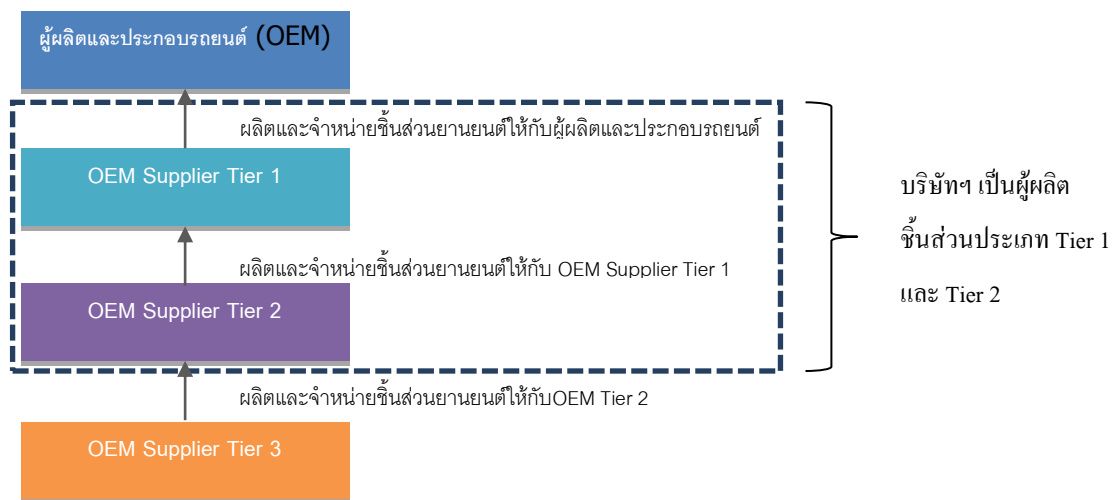 ผู้ผลิตและประกอบรถยนต์ (OEM)
ผลิตและจำหน่ายชิ้นส่วนยานยนต์ให้กับผู้ผลิตและประกอบรถยนต์
OEM Supplier Tier 1
ผลิตและจำหน่ายชิ้นส่วนยานยนต์ให้กับ OEM Supplier Tier 1
OEM Supplier Tier 2
ผลิตและจำหน่ายชิ้นส่วนยานยนต์ให้กับOEM Tier 2
OEM Supplier Tier 3
บริษัทฯ เป็นผู้ผลิต
ชิ้นส่วนประเภท Tier 1
และ Tier 2